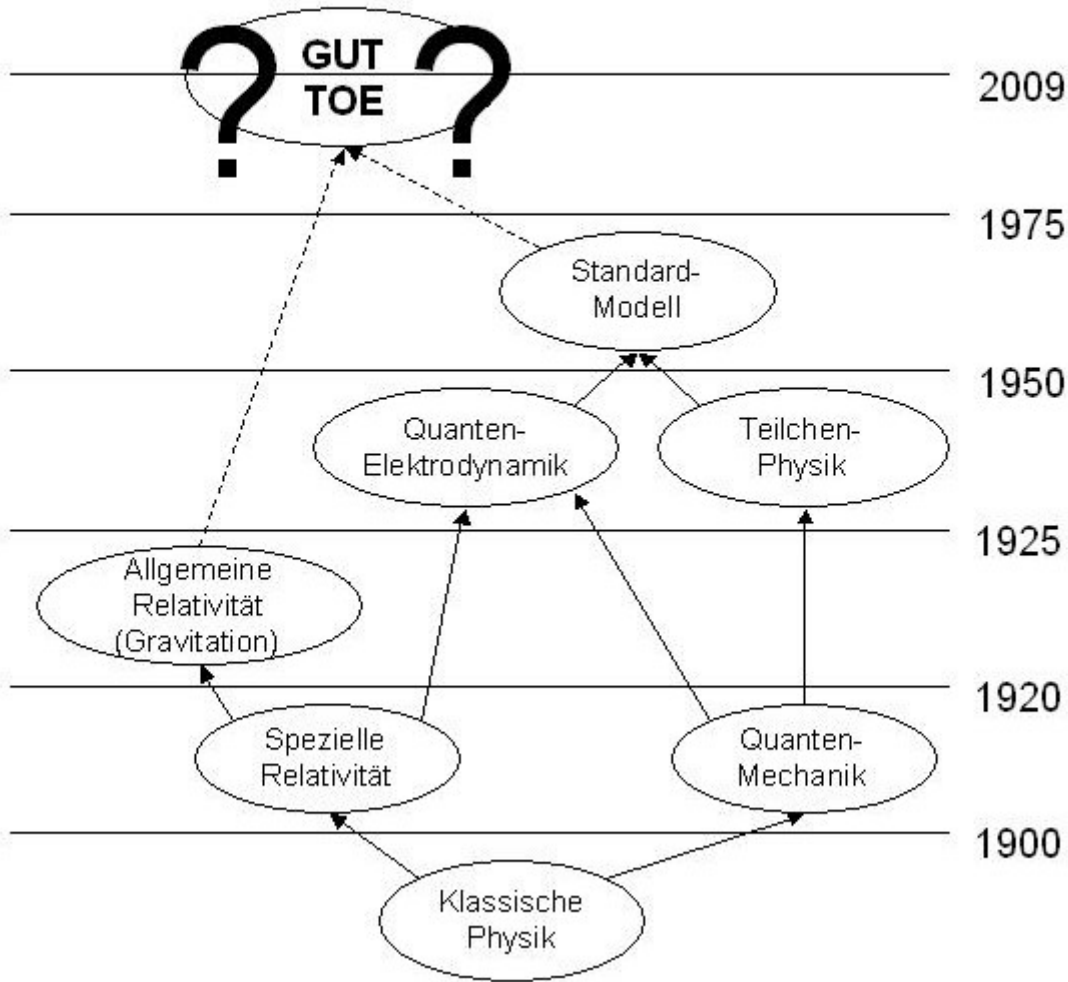 ? GUT ?
TOE
2009
1975
Standard-
Modell
1950
Quanten-
Elektrodynamik
Teilchen-
Physik
1925
Allgemeine
Relativität
(Gravitation)
1920
Spezielle
Relativität
Quanten-
Mechanik
1900
Klassische
Physik